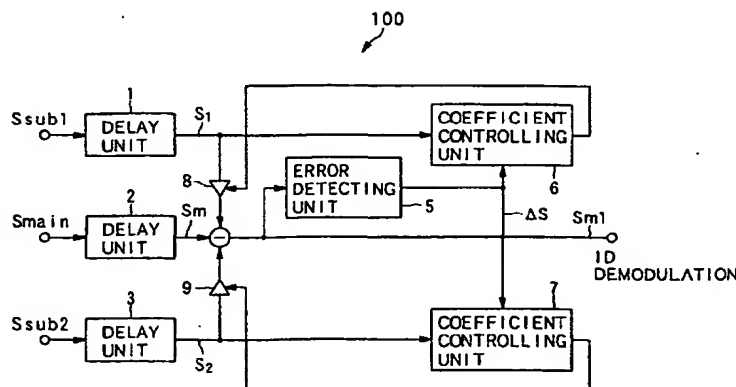 100
1
Ssub1
DELAY
UNIT
S1
COEFFICIENT
CONTROLLING
UNIT
6
8
ERROR
DETECTING
UNIT
5
2
Smain
DELAY
UNIT
Sm
ΔS
Sm1
ID
DEMODULATION
9
3
Ssub2
DELAY
UNIT
S2
7
COEFFICIENT
CONTROLLING
UNIT